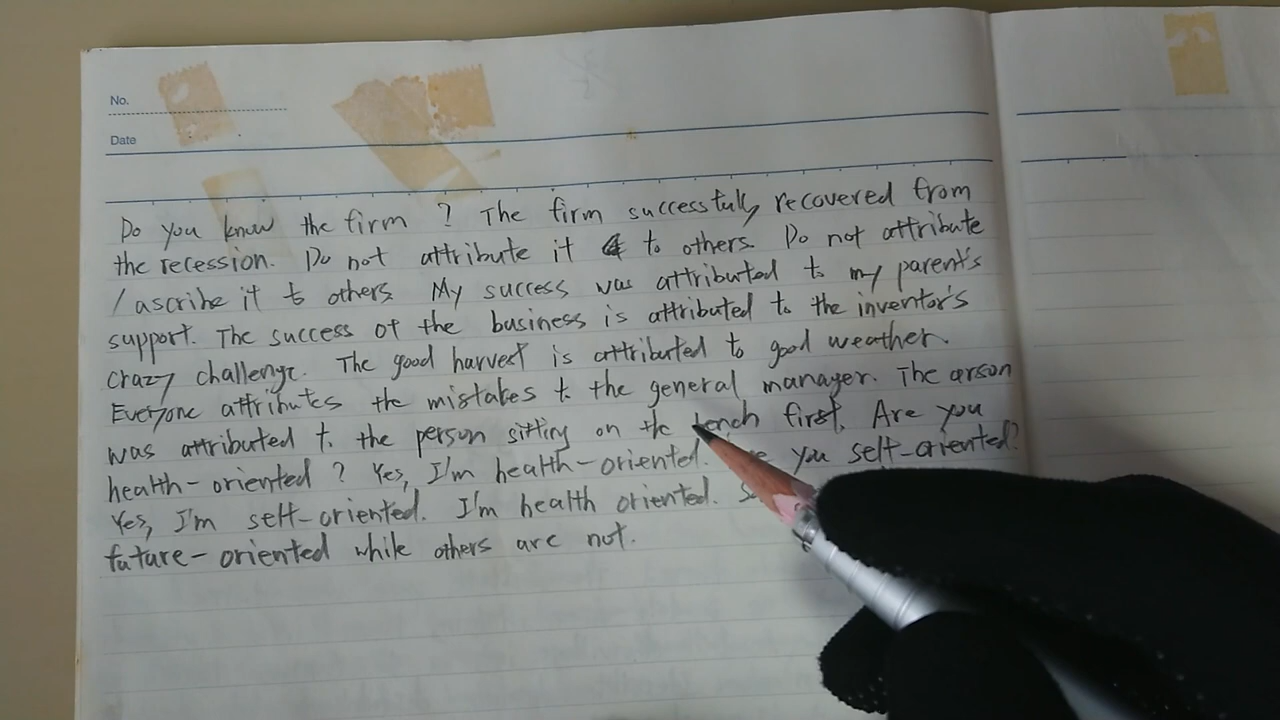 No.
Date
Do you know the firm ? The firm successfully recovered from
the recession. Do not attribute it to others. Do not attribute
/ ascribe it to others. My success was attributed to my parent's
support. The success of the business is attributed to the inventor's
crazy challenge. The good harvest is attributed to good weather.
Everyone attributes the mistakes to the general manager. The arson
was attributed to the person sitting on the bench first. Are you
health-oriented ? Yes, I'm health-oriented. you self-oriented?
Yes, I'm self-oriented. I'm health oriented.
future-oriented while others are not.